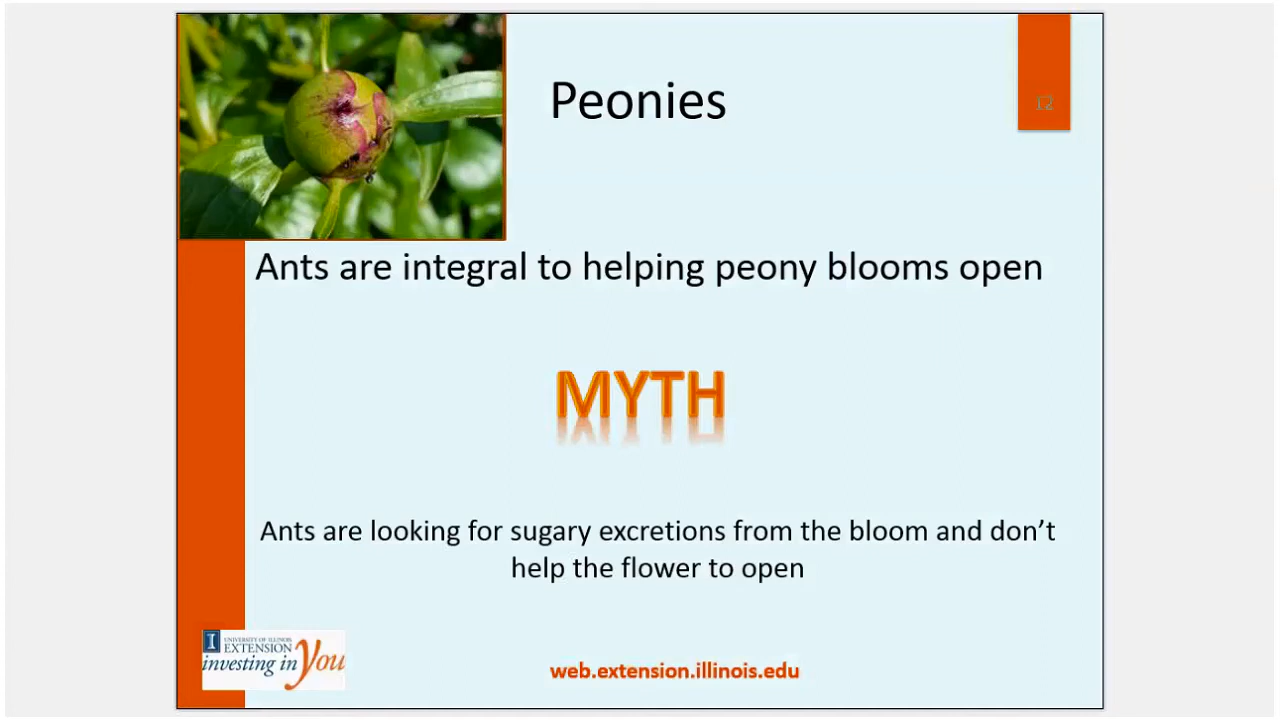 Peonies
12
Ants are integral to helping peony blooms open
MYTH
Ants are looking for sugary excretions from the bloom and don’t
help the flower to open
I
UNIVERSITY OF ILLINOIS
EXTENSION
investing in you
web.extension.illinois.edu